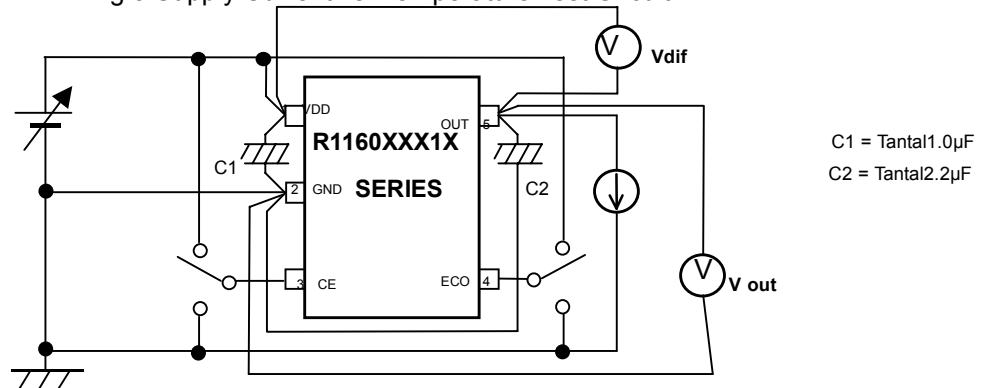 V
Vdif
VDD
OUT
5
R1160XXX1X
C1
C2
C1 = Tantal1.0µF
C2 = Tantal2.2µF
2
GND
SERIES
3
CE
ECO
4
V
V out